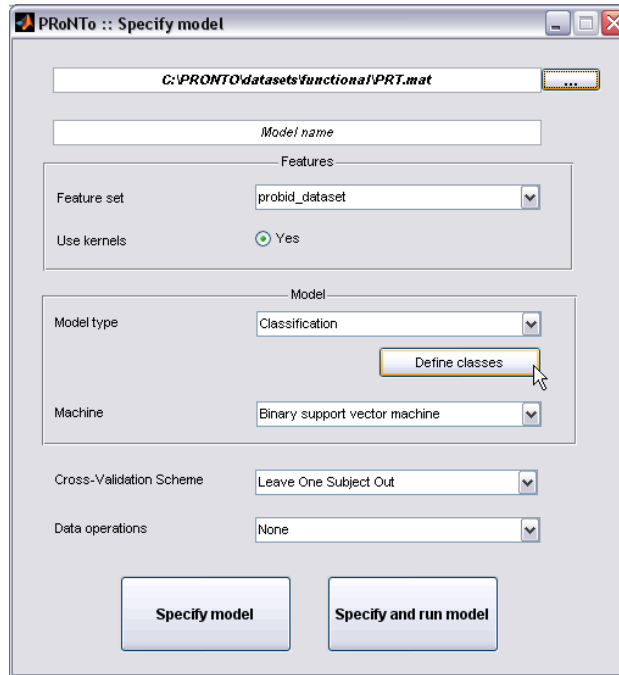 PRoNTo :: Specify model
C:\PRONTO\datasets\functional\PRT.mat
...
Model name
Features
Feature set
probid_dataset
Use kernels
Yes
Model
Model type
Classification
Define classes
Machine
Binary support vector machine
Cross-Validation Scheme
Leave One Subject Out
Data operations
None
Specify model
Specify and run model